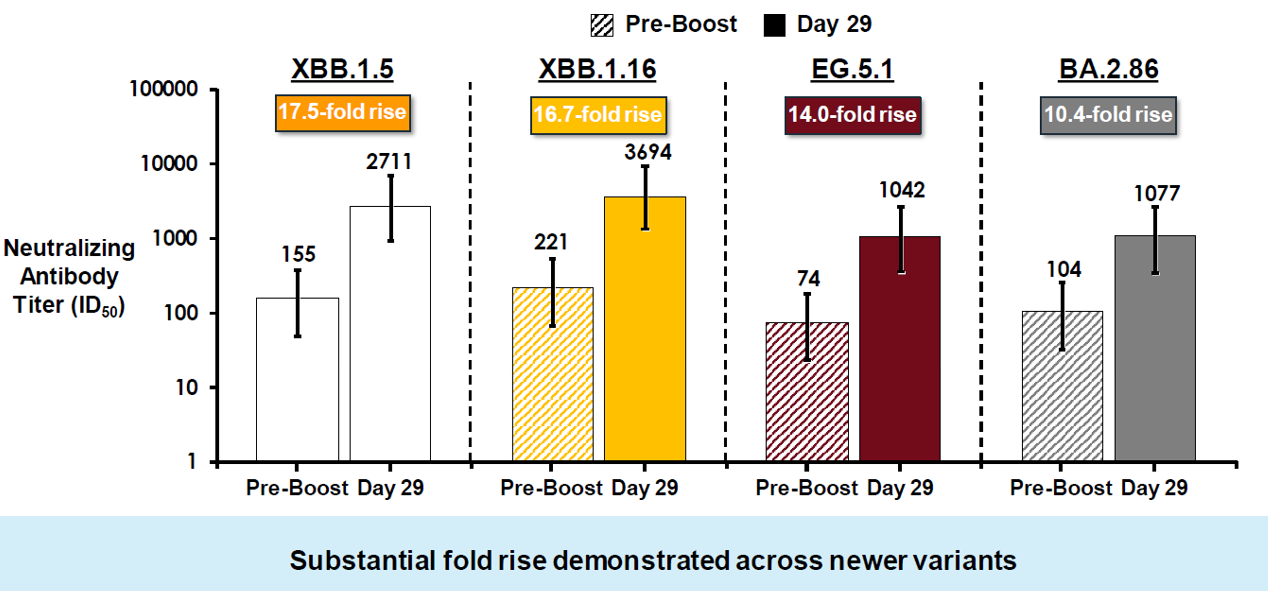 Pre-Boost Day 29
XBB.1.5 XBB.1.16 EG.5.1 BA.2.86
17.5-fold rise 16.7-fold rise 14.0-fold rise 10.4-fold rise
100000
10000
1000
100
10
1
Neutralizing
Antibody
Titer (ID50)
155 2711 221 3694 74 1042 104 1077
Pre-Boost Day 29 Pre-Boost Day 29 Pre-Boost Day 29 Pre-Boost Day 29
Substantial fold rise demonstrated across newer variants